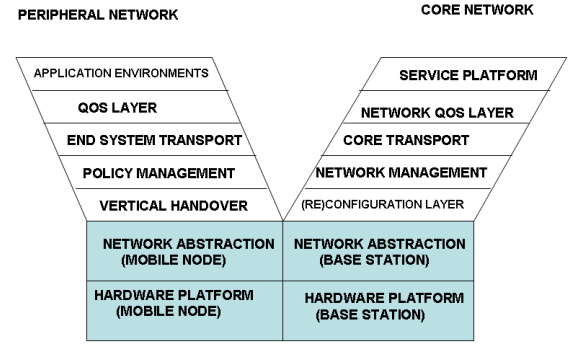 PERIPHERAL NETWORK
CORE NETWORK
APPLICATION ENVIRONMENTS
QOS LAYER
END SYSTEM TRANSPORT
POLICY MANAGEMENT
VERTICAL HANDOVER
SERVICE PLATFORM
NETWORK QOS LAYER
CORE TRANSPORT
NETWORK MANAGEMENT
(RE)CONFIGURATION LAYER
NETWORK ABSTRACTION
(MOBILE NODE)
NETWORK ABSTRACTION
(BASE STATION)
HARDWARE PLATFORM
(MOBILE NODE)
HARDWARE PLATFORM
(BASE STATION)